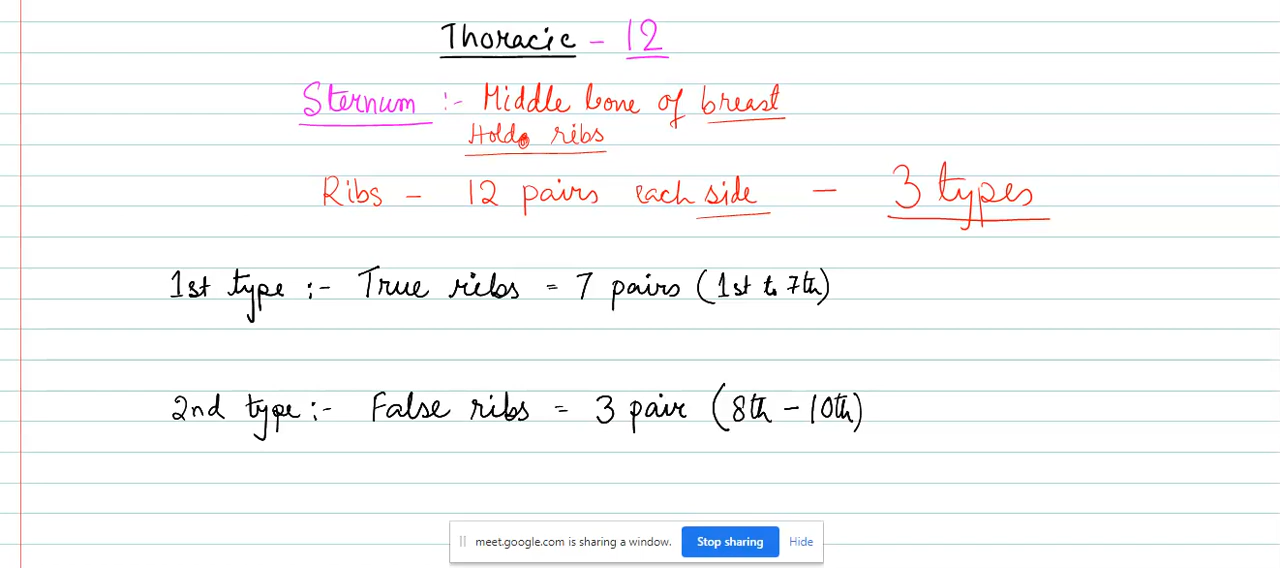 Thoracic - 12
Sternum :- Middle bone of breast
Holds ribs
Ribs - 12 pairs each side - 3 types
1st type :- True ribs = 7 pairs (1st to 7th)
2nd type :- False ribs = 3 pair (8th - 10th)
meet.google.com is sharing a window. Stop sharing Hide